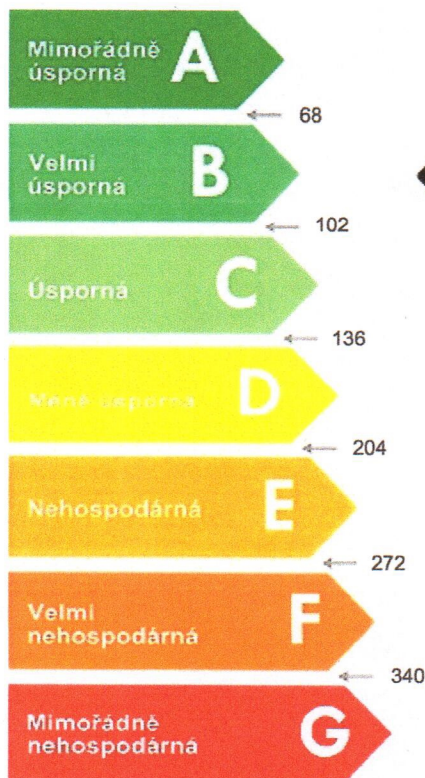 Mimořádně
úsporná
A
68
Velmi
úsporná
B
102
Úsporná
C
136
Méně úsporná
D
204
Nehospodárná
E
272
Velmi
nehospodárná
F
340
Mimořádně
nehospodárná
G